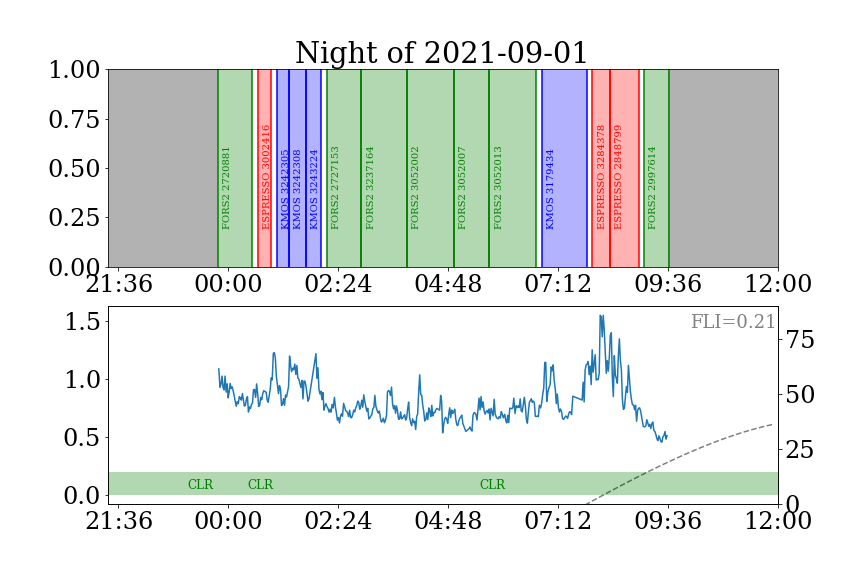 Night of 2021-09-01
1.00
0.75
0.50
0.25
0.00
FORS2 2720881
ESPRESSO 3002416
KMOS 3242305
KMOS 3242308
KMOS 3243224
FORS2 2727153
FORS2 3237164
FORS2 3052002
FORS2 3052007
FORS2 3052013
KMOS 3179434
ESPRESSO 3284378
ESPRESSO 2848799
FORS2 2997614
21:36 00:00 02:24 04:48 07:12 09:36 12:00
FLI=0.21
1.5
1.0
0.5
0.0
75
50
25
0
CLR CLR CLR
21:36 00:00 02:24 04:48 07:12 09:36 12:00